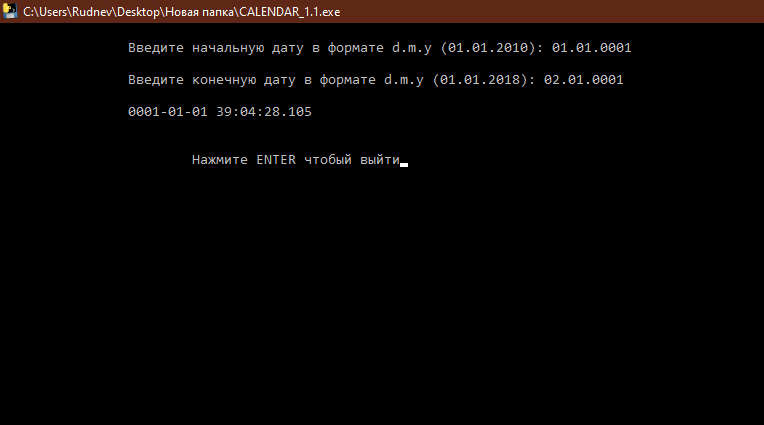 C:\Users\Rudnev\Desktop\Новая папка\CALENDAR_1.1.exe
Введите начальную дату в формате d.m.y (01.01.2010): 01.01.0001
Введите конечную дату в формате d.m.y (01.01.2018): 02.01.0001
0001-01-01 39:04:28.105
Нажмите ENTER чтобый выйти